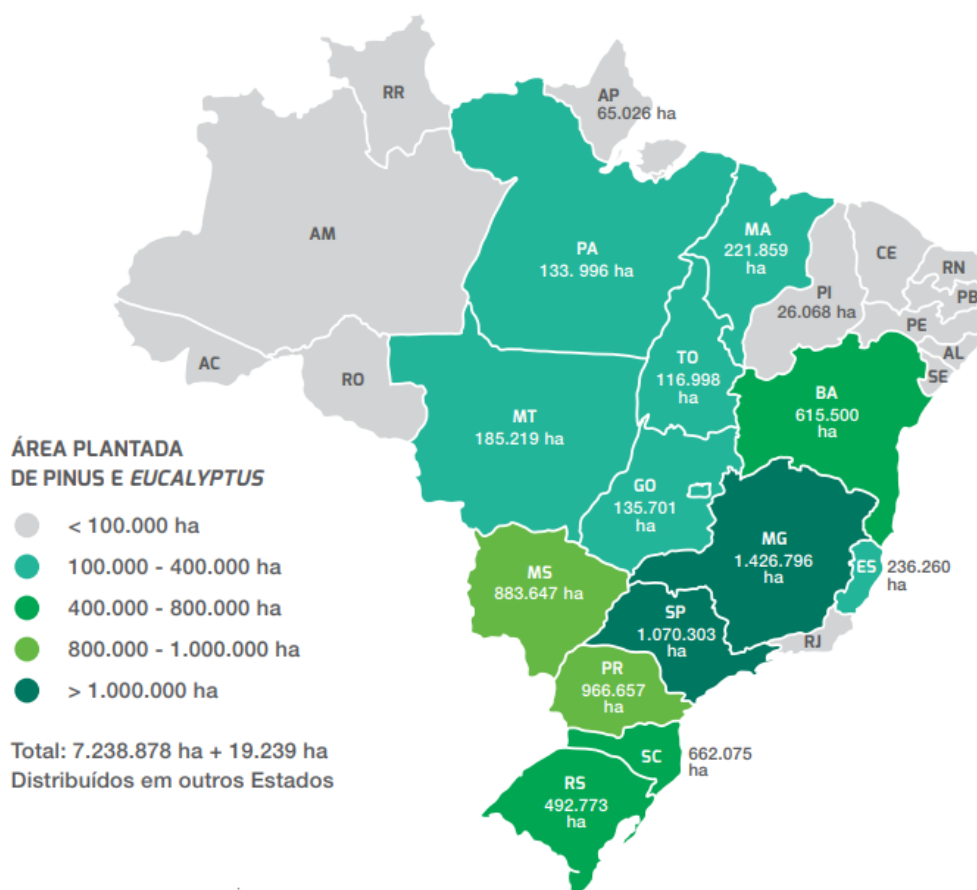 RR
AP
65.026 ha
AM
PA
133. 996 ha
MA
221.859
ha
CE
RN
PB
PI
26.068 ha
PE
AL
SE
AC
RO
TO
116.998
ha
BA
615.500
ha
MT
185.219 ha
GO
135.701
ha
MG
1.426.796
ha
ES
236.260
ha
MS
883.647 ha
SP
1.070.303
ha
RJ
PR
966.657
ha
SC
662.075
ha
RS
492.773
ha
ÁREA PLANTADA
DE PINUS E EUCALYPTUS
< 100.000 ha
100.000 - 400.000 ha
400.000 - 800.000 ha
800.000 - 1.000.000 ha
> 1.000.000 ha
Total: 7.238.878 ha + 19.239 ha
Distribuídos em outros Estados